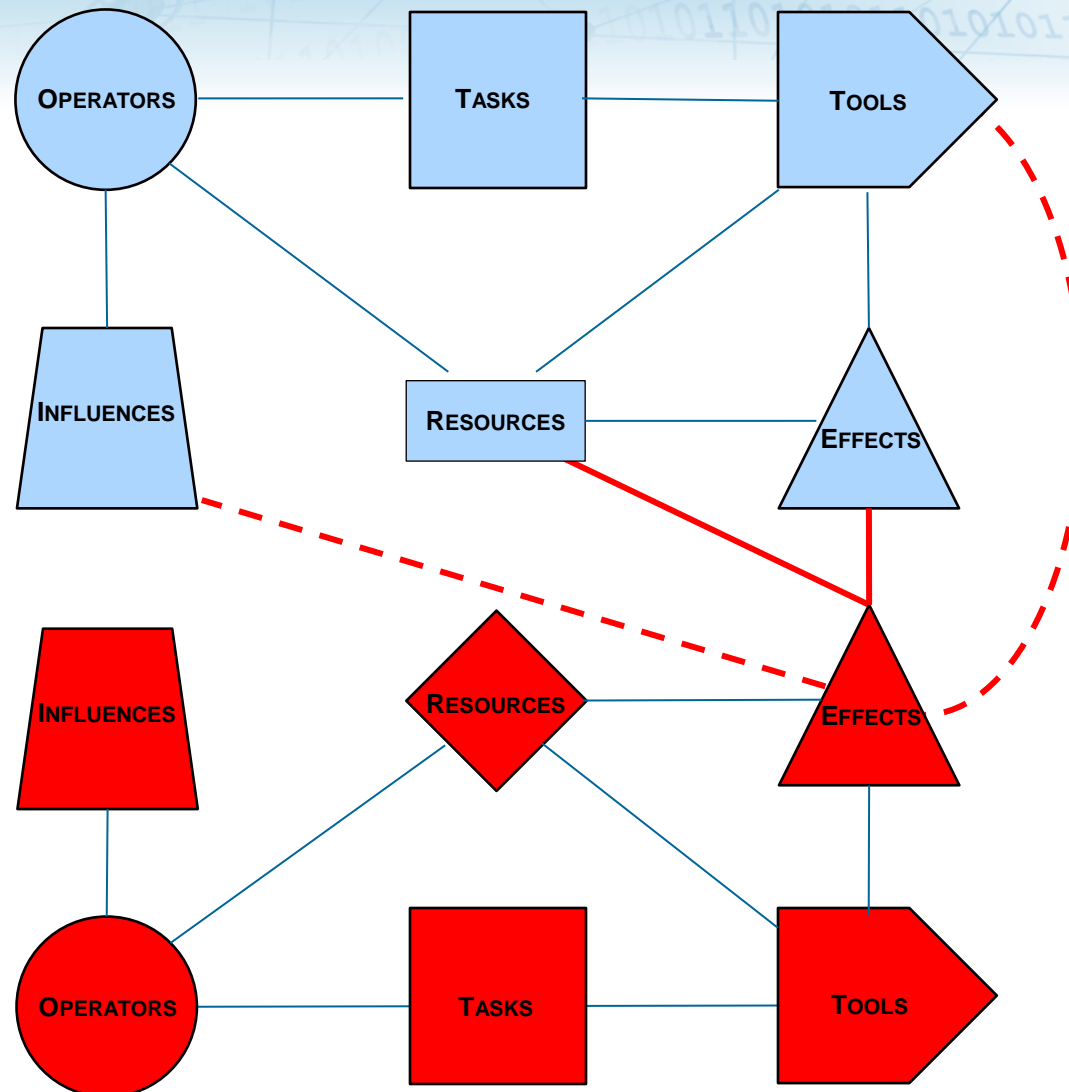 OPERATORS
TASKS
TOOLS
INFLUENCES
RESOURCES
EFFECTS
INFLUENCES
RESOURCES
EFFECTS
OPERATORS
TASKS
TOOLS